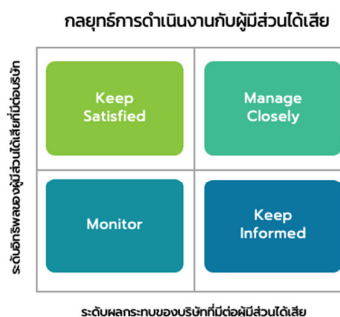 กลยุทธ์การดำเนินงานกับผู้มีส่วนได้เสีย
ระดับอิทธิพลของผู้มีส่วนได้เสียที่มีต่อบริษัท
Keep
Satisfied
Manage
Closely
Monitor
Keep
Informed
ระดับผลกระทบของบริษัทที่มีต่อผู้มีส่วนได้เสีย